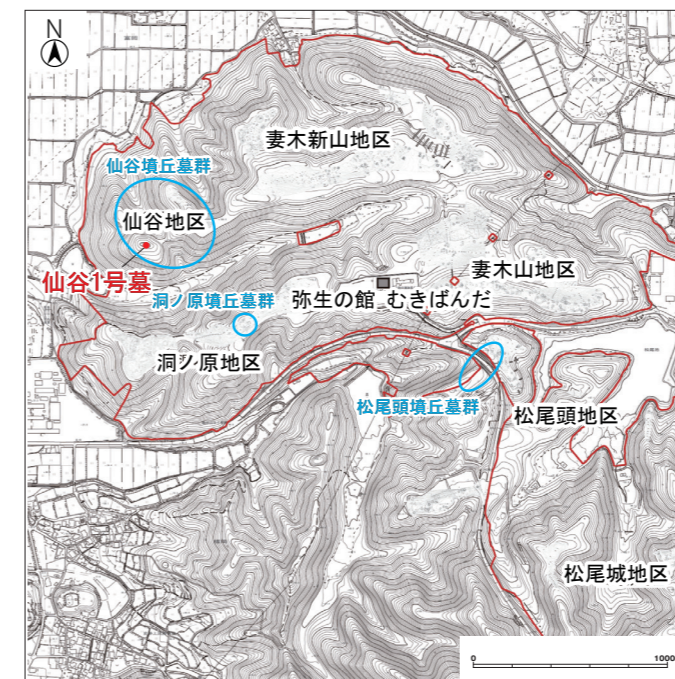 N
妻木新山地区
仙谷墳丘墓群
仙谷地区
妻木山地区
仙谷1号墓
洞ノ原墳丘墓群
弥生の館 むきばんだ
洞ノ原地区
松尾頭墳丘墓群
松尾頭地区
松尾城地区
0 1000